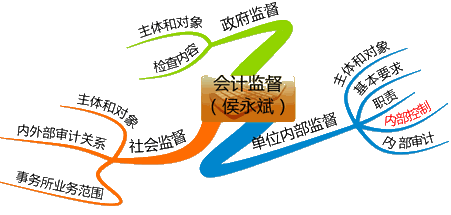 会计监督
（侯永斌）
政府监督
主体和对象
检查内容
单位内部监督
主体和对象
基本要求
职责
内部控制
内部审计
社会监督
主体和对象
内外部审计关系
事务所业务范围